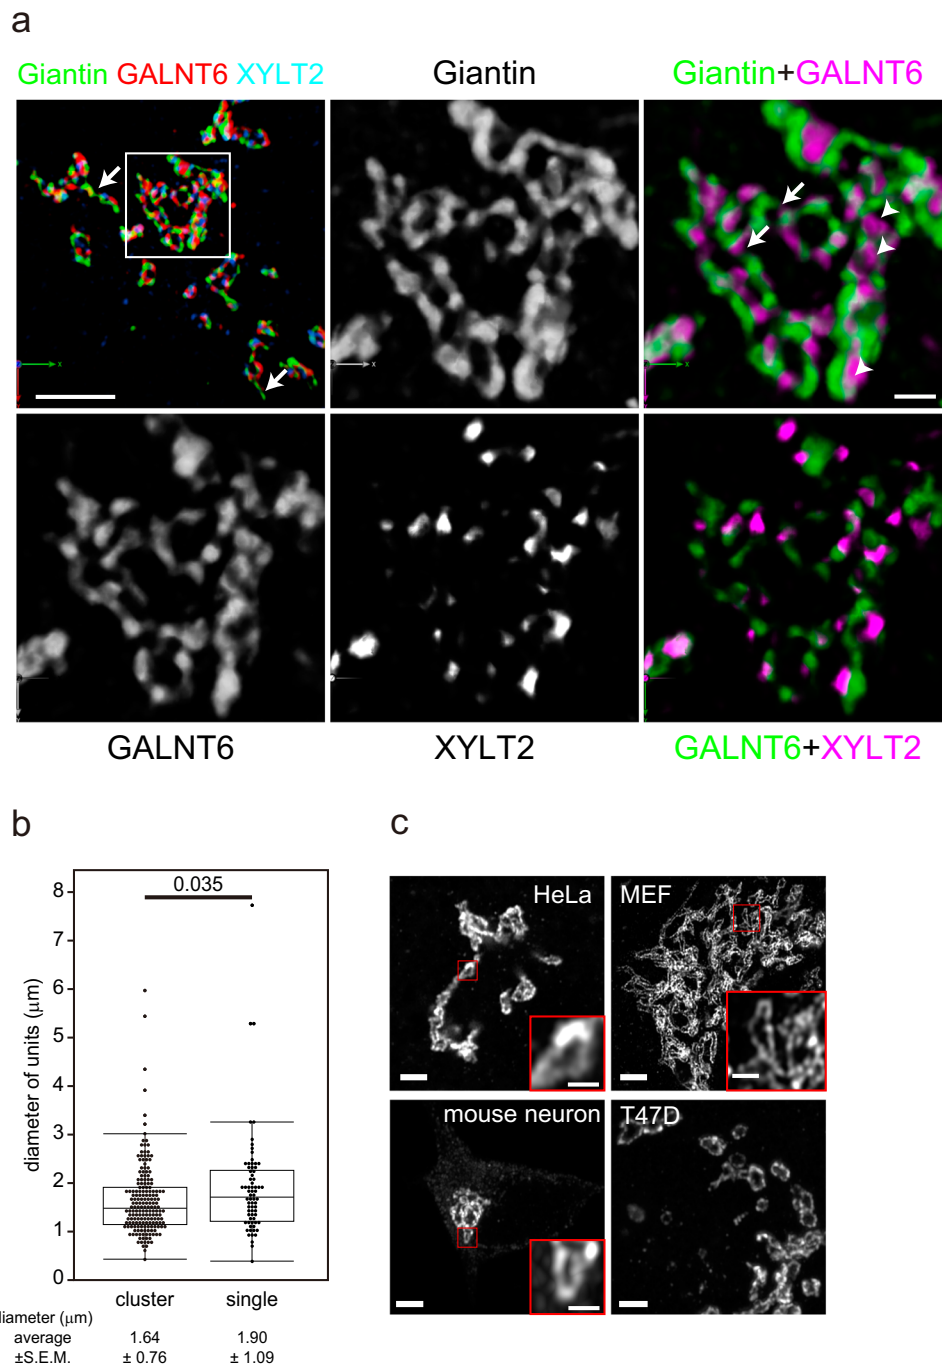 a
Giantin GALNT6 XYLT2
Giantin
Giantin+GALNT6
x
x
GALNT6
XYLT2
GALNT6+XYLT2
b
c
diameter of units (μm)
8
7
6
5
4
3
2
1
0
0.035
cluster single
diameter (μm)
average 1.64 1.90
±S.E.M. ± 0.76 ± 1.09
HeLa
MEF
mouse neuron
T47D